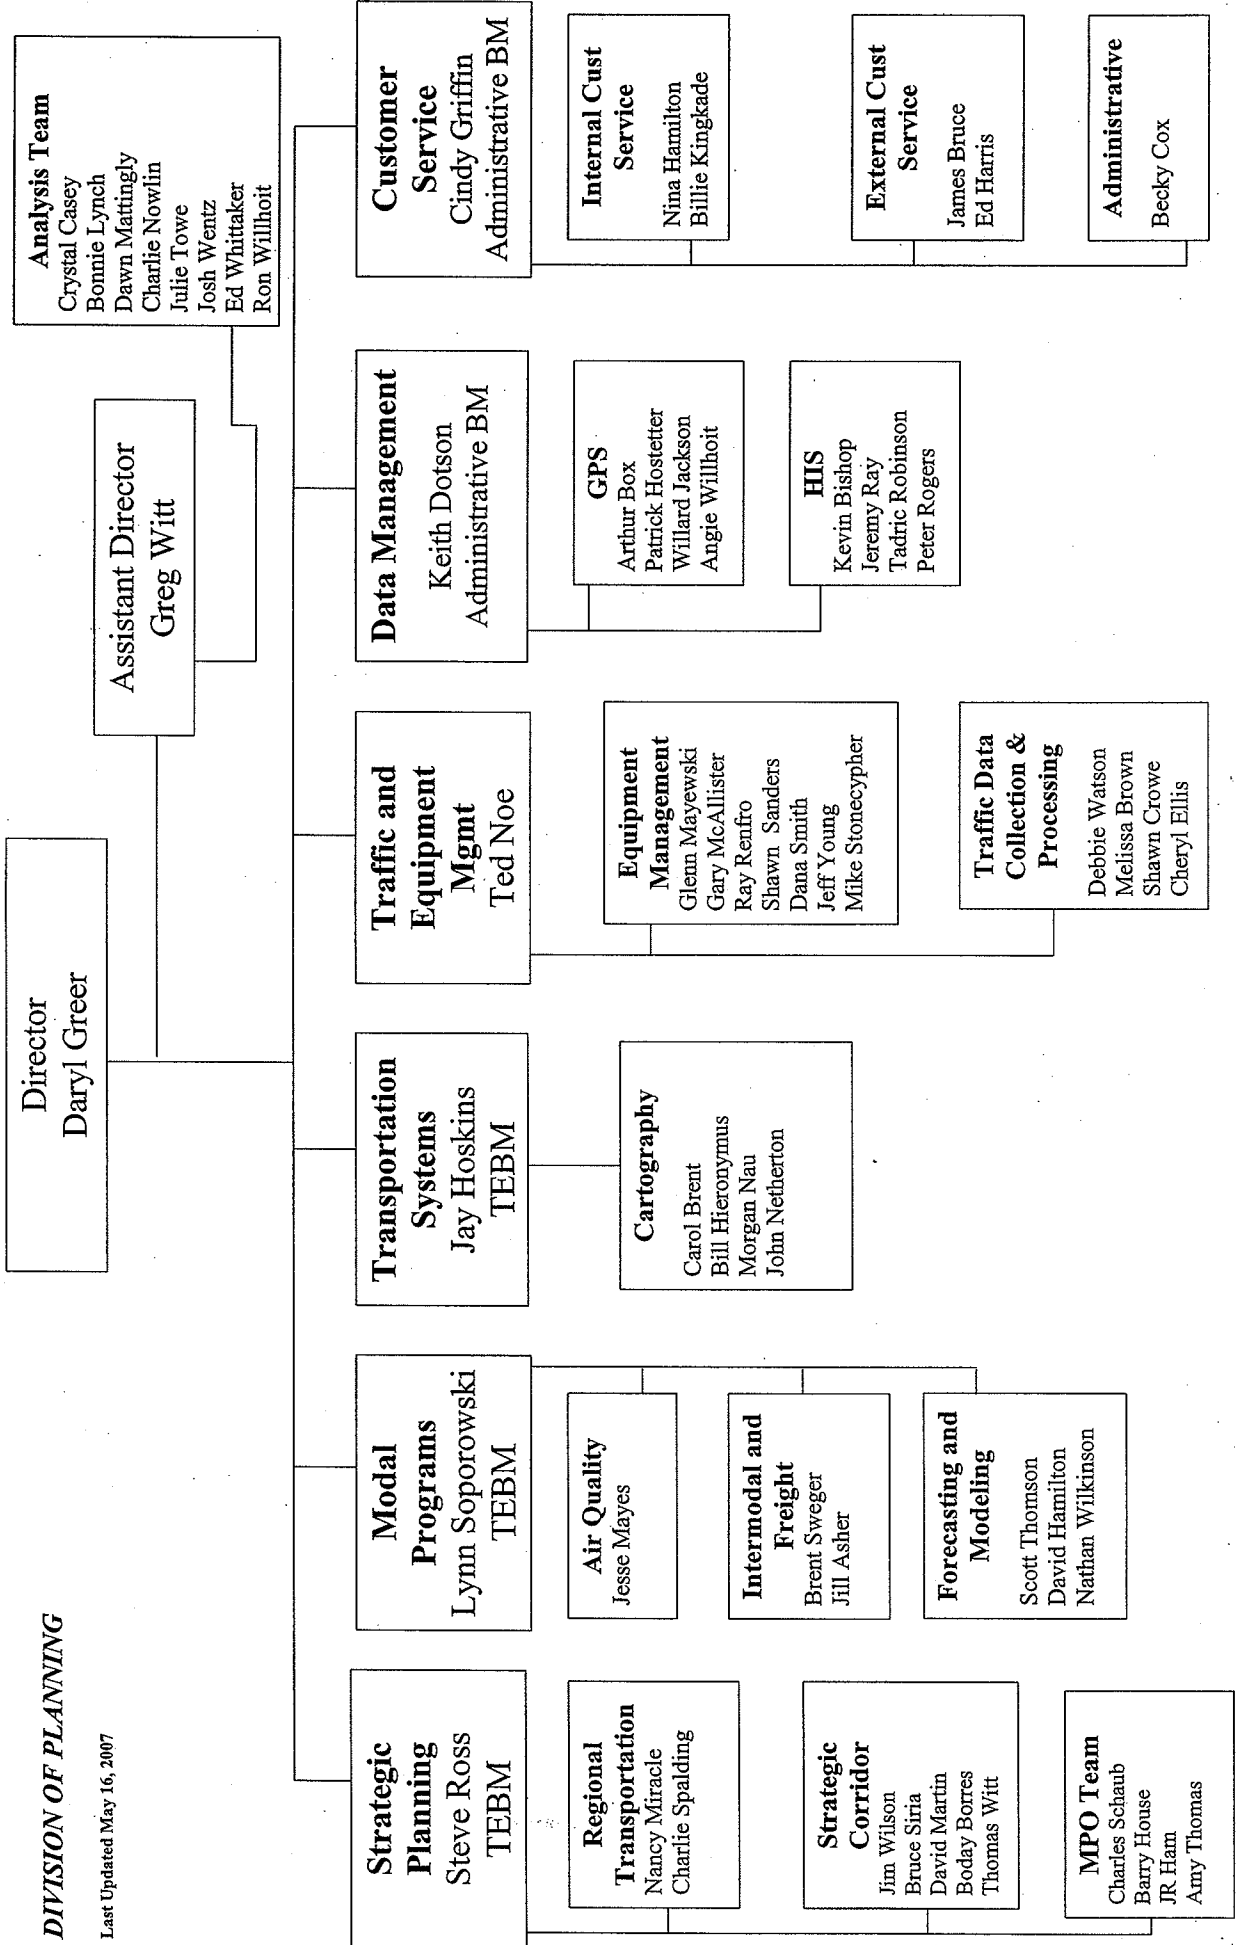 DIVISION OF PLANNING
Last Updated May 16, 2007
Director
Daryl Greer
Assistant Director
Greg Witt
Analysis Team
Crystal Casey
Bonnie Lynch
Dawn Mattingly
Charlie Nowlin
Julie Towe
Josh Wentz
Ed Whittaker
Ron Willhoit
Strategic
Planning
Steve Ross
TEBM
Regional
Transportation
Nancy Miracle
Charlie Spalding
Strategic
Corridor
Jim Wilson
Bruce Siria
David Martin
Boday Borres
Thomas Witt
MPO Team
Charles Schaub
Barry House
JR Ham
Amy Thomas
Modal
Programs
Lynn Soporowski
TEBM
Air Quality
Jesse Mayes
Intermodal and
Freight
Brent Sweger
Jill Asher
Forecasting and
Modeling
Scott Thomson
David Hamilton
Nathan Wilkinson
Transportation
Systems
Jay Hoskins
TEBM
Cartography
Carol Brent
Bill Hieronymus
Morgan Nau
John Netherton
Traffic and
Equipment
Mgmt
Ted Noe
Equipment
Management
Glenn Mayewski
Gary McAllister
Ray Renfro
Shawn Sanders
Dana Smith
Jeff Young
Mike Stonecypher
Traffic Data
Collection &
Processing
Debbie Watson
Melissa Brown
Shawn Crowe
Cheryl Ellis
Data Management
Keith Dotson
Administrative BM
GPS
Arthur Box
Patrick Hostetter
Willard Jackson
Angie Willhoit
HIS
Kevin Bishop
Jeremy Ray
Tadric Robinson
Peter Rogers
Customer
Service
Cindy Griffin
Administrative BM
Internal Cust
Service
Nina Hamilton
Billie Kingkade
External Cust
Service
James Bruce
Ed Harris
Administrative
Becky Cox